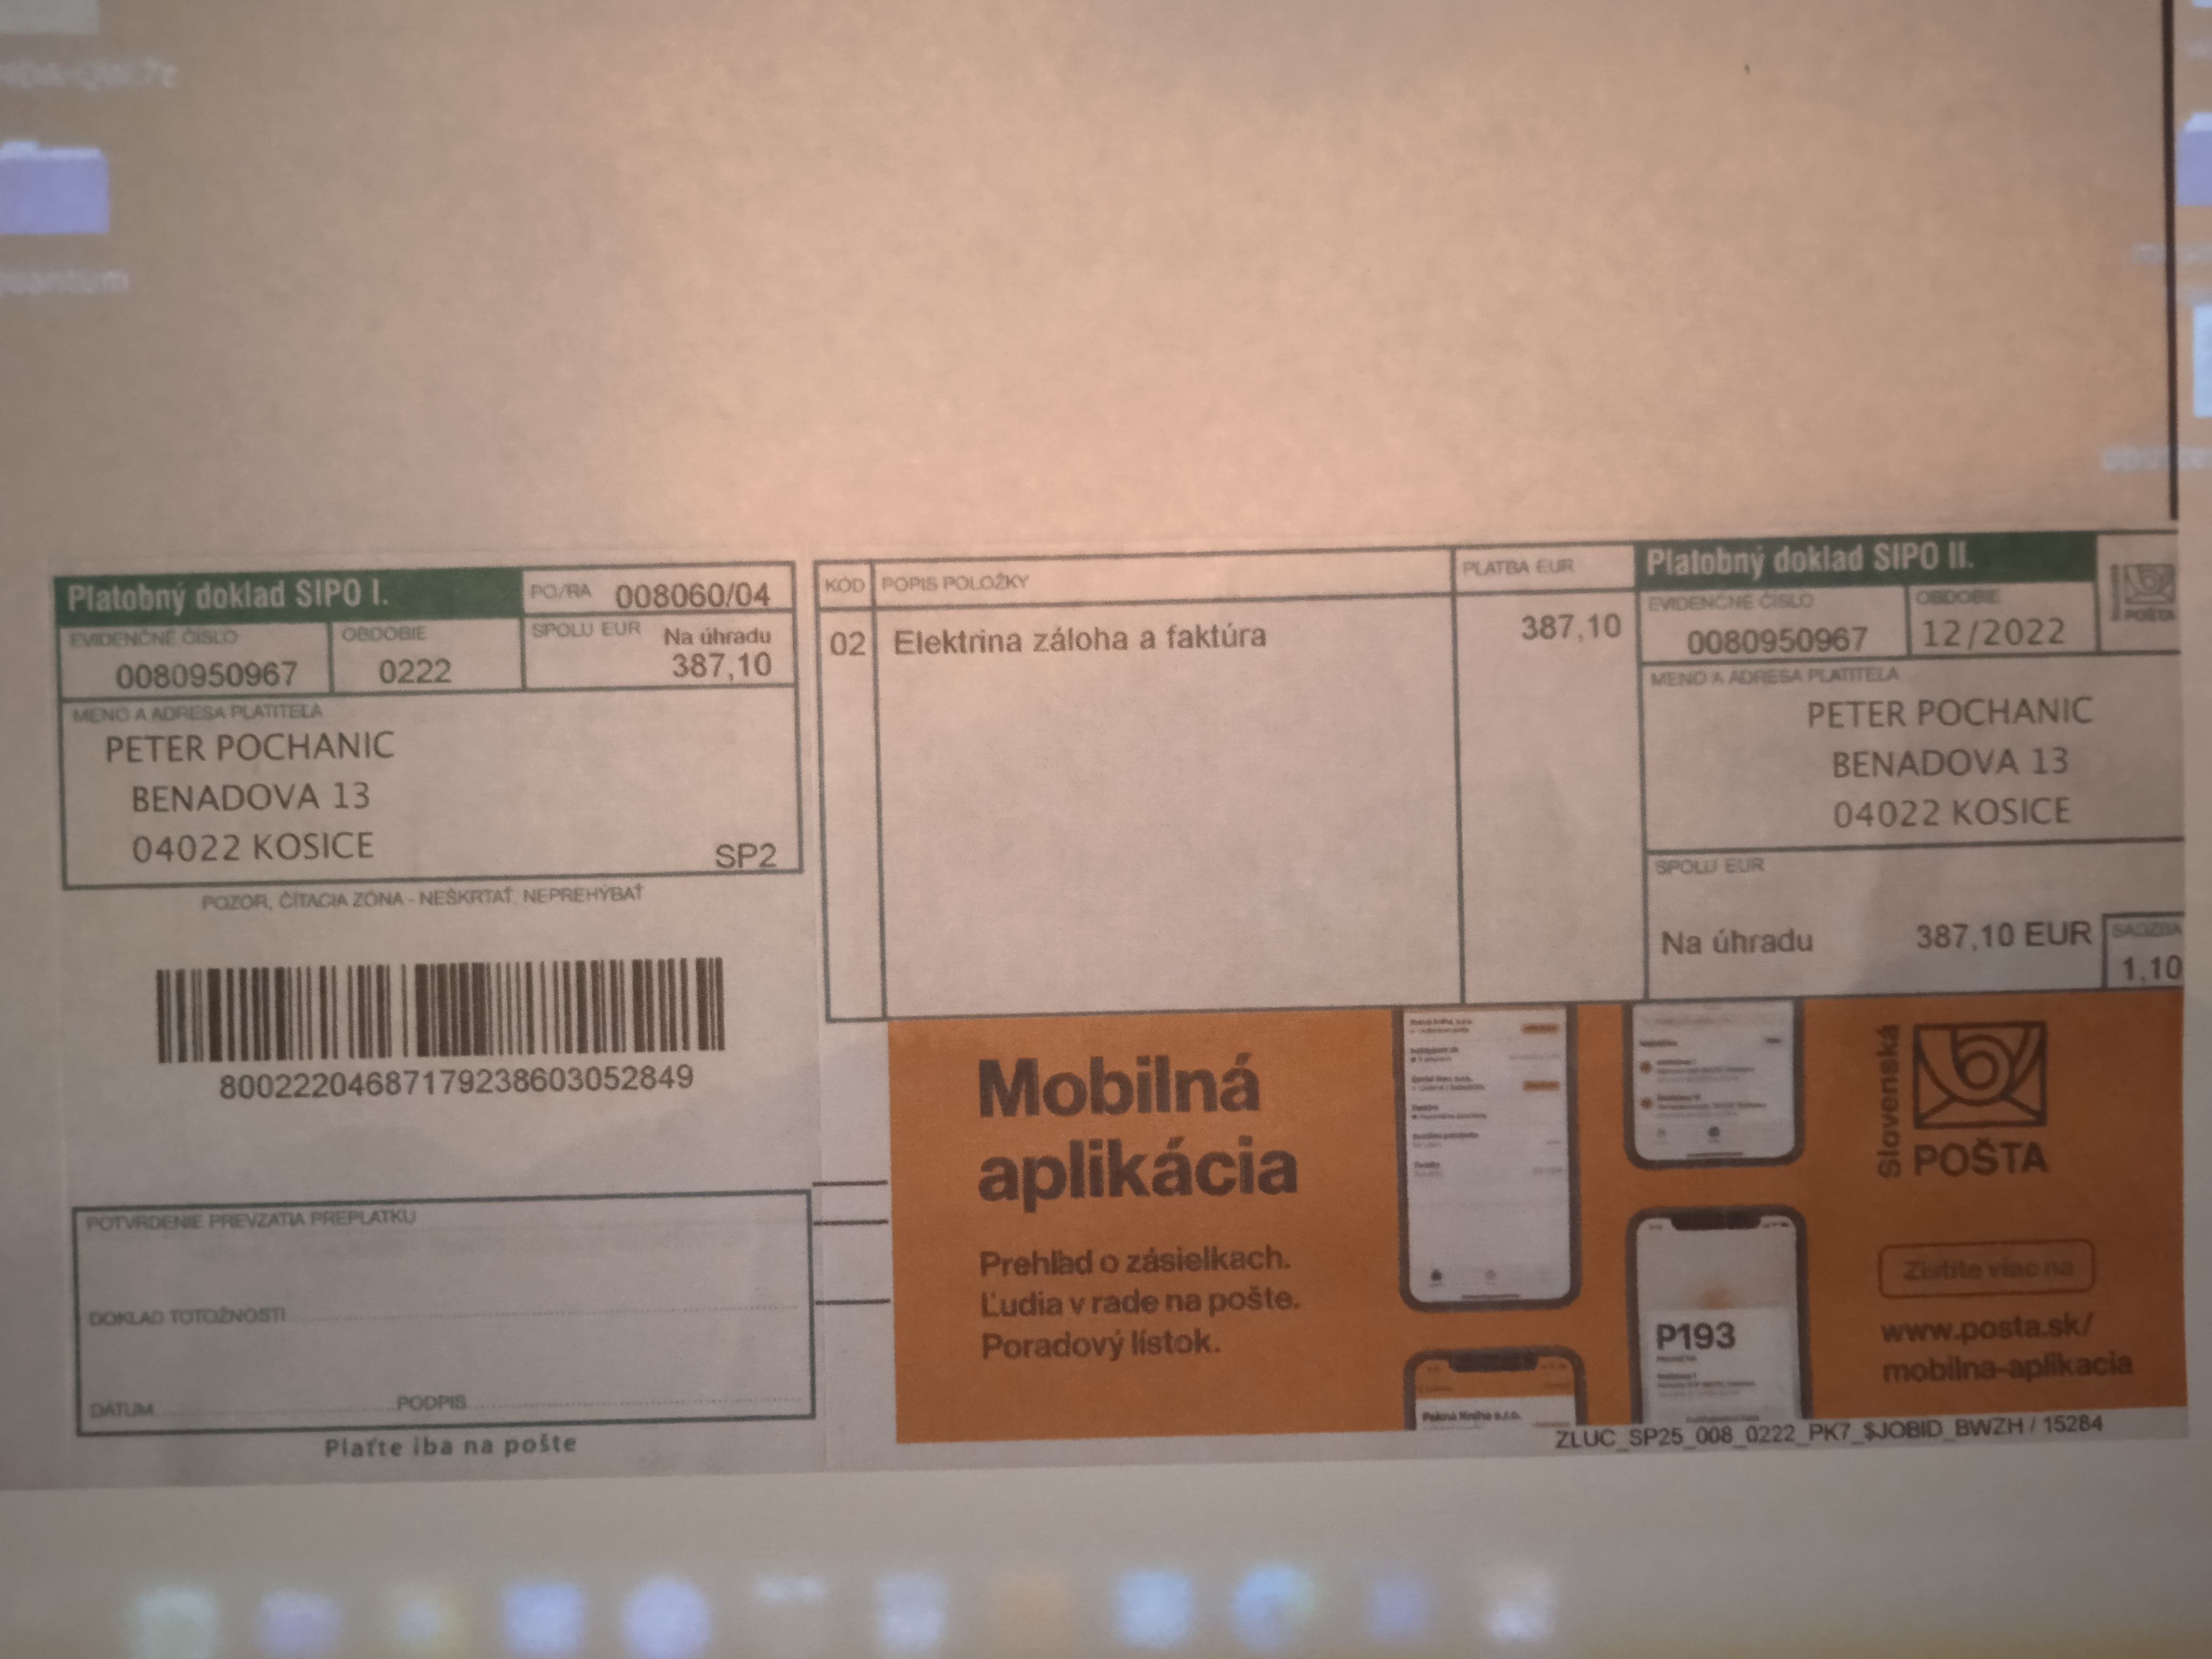 Platobný doklad SIPO I.
PO/RA 008060/04
EVIDENČNÉ ČÍSLO
0080950967
OBDOBIE
0222
SPOLU EUR Na úhradu
387,10
MENO A ADRESA PLATITEĽA
PETER POCHANIC
BENADOVA 13
04022 KOSICE
SP2
POZOR, ČÍTACIA ZÓNA - NEŠKRTAŤ, NEPREHÝBAŤ
80022204687179238603052849
POTVRDENIE PREVZATIA PREPLATKU
DOKLAD TOTOŽNOSTI
DÁTUM PODPIS
Plaťte iba na pošte
KÓD POPIS POLOŽKY PLATBA EUR
02 Elektrina záloha a faktúra 387,10
Platobný doklad SIPO II.
EVIDENČNÉ ČÍSLO
0080950967
OBDOBIE
12/2022
POŠTA
MENO A ADRESA PLATITEĽA
PETER POCHANIC
BENADOVA 13
04022 KOSICE
SPOLU EUR
Na úhradu 387,10 EUR
SADZBA
1,10
Mobilná
aplikácia
Prehľad o zásielkach.
Ľudia v rade na pošte.
Poradový lístok.
P193
Pekná Kniha s.r.o.
Slovenská
POŠTA
Zistite viac na
www.posta.sk/
mobilna-aplikacia
ZLUC_SP25_008_0222_PK7_$JOBID_BWZH / 15284